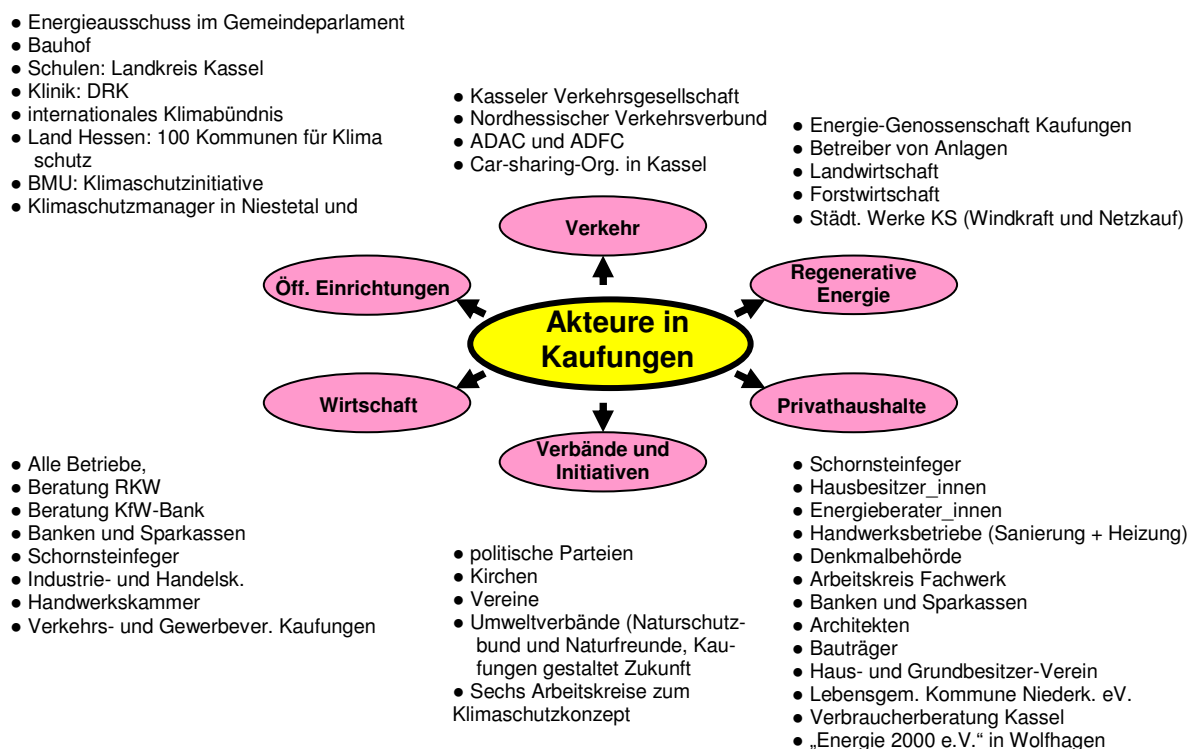 ● Energieausschuss im Gemeindeparlament
● Bauhof
● Schulen: Landkreis Kassel
● Klinik: DRK
● internationales Klimabündnis
● Land Hessen: 100 Kommunen für Klima
schutz
● BMU: Klimaschutzinitiative
● Klimaschutzmanager in Niestetal und
● Kasseler Verkehrsgesellschaft
● Nordhessischer Verkehrsverbund
● ADAC und ADFC
● Car-sharing-Org. in Kassel
● Energie-Genossenschaft Kaufungen
● Betreiber von Anlagen
● Landwirtschaft
● Forstwirtschaft
● Städt. Werke KS (Windkraft und Netzkauf)
Verkehr
Öff. Einrichtungen
Regenerative
Energie
Akteure in
Kaufungen
Wirtschaft
Privathaushalte
Verbände und
Initiativen
● Alle Betriebe,
● Beratung RKW
● Beratung KfW-Bank
● Banken und Sparkassen
● Schornsteinfeger
● Industrie- und Handelsk.
● Handwerkskammer
● Verkehrs- und Gewerbever. Kaufungen
● politische Parteien
● Kirchen
● Vereine
● Umweltverbände (Naturschutz-
bund und Naturfreunde, Kau-
fungen gestaltet Zukunft
● Sechs Arbeitskreise zum
Klimaschutzkonzept
● Schornsteinfeger
● Hausbesitzer_innen
● Energieberater_innen
● Handwerksbetriebe (Sanierung + Heizung)
● Denkmalbehörde
● Arbeitskreis Fachwerk
● Banken und Sparkassen
● Architekten
● Bauträger
● Haus- und Grundbesitzer-Verein
● Lebensgem. Kommune Niederk. eV.
● Verbraucherberatung Kassel
● „Energie 2000 e.V.“ in Wolfhagen